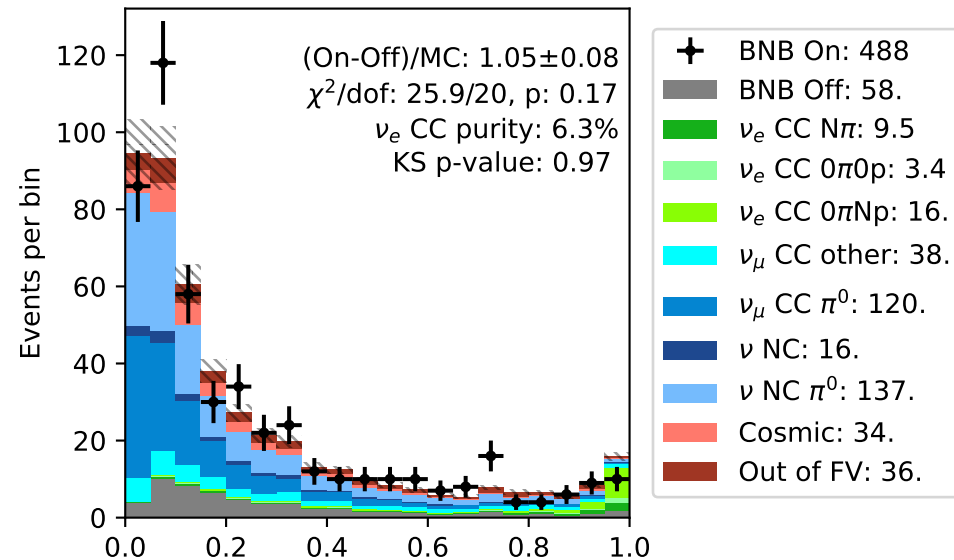 (On-Off)/MC: 1.05±0.08
χ²/dof: 25.9/20, p: 0.17
νₑ CC purity: 6.3%
KS p-value: 0.97
Events per bin
120
100
80
60
40
20
0
0.0 0.2 0.4 0.6 0.8 1.0
BNB On: 488
BNB Off: 58.
νₑ CC Nπ: 9.5
νₑ CC 0π0p: 3.4
νₑ CC 0πNp: 16.
ν_μ CC other: 38.
ν_μ CC π⁰: 120.
ν NC: 16.
ν NC π⁰: 137.
Cosmic: 34.
Out of FV: 36.